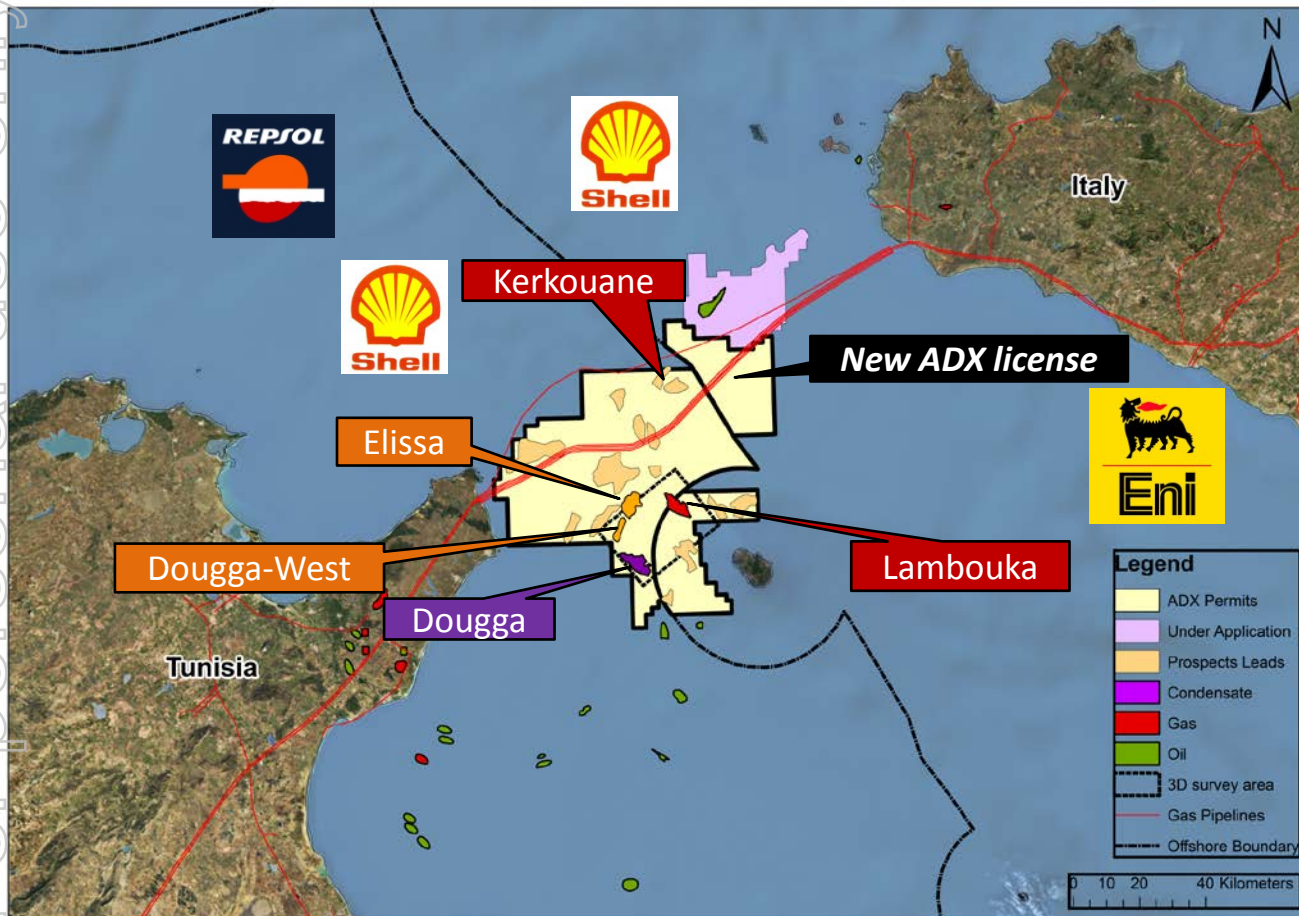 N
REPSOL
Shell
Italy
Kerkouane
Shell
New ADX license
Elissa
Eni
Dougga-West
Lambouka
Dougga
Tunisia
Legend
ADX Permits
Under Application
Prospects Leads
Condensate
Gas
Oil
3D survey area
Gas Pipelines
Offshore Boundary
0 10 20 40 Kilometers